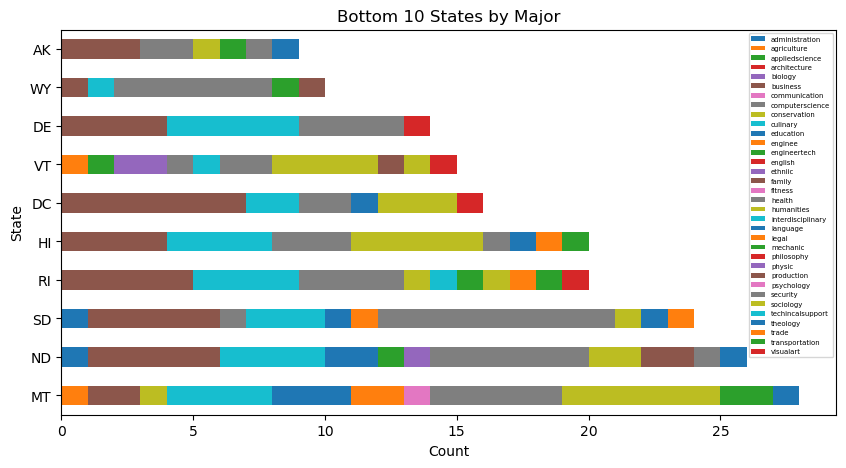 Bottom 10 States by Major
State
AK
WY
DE
VT
DC
HI
RI
SD
ND
MT
0 5 10 15 20 25
Count
administration
agriculture
appliedscience
architecture
biology
business
communication
computerscience
conservation
culinary
education
enginee
engineertech
english
ethnlic
family
fitness
health
humanities
interdisciplinary
language
legal
mechanic
philosophy
physic
production
psychology
security
sociology
techincalsupport
theology
trade
transportation
visualart